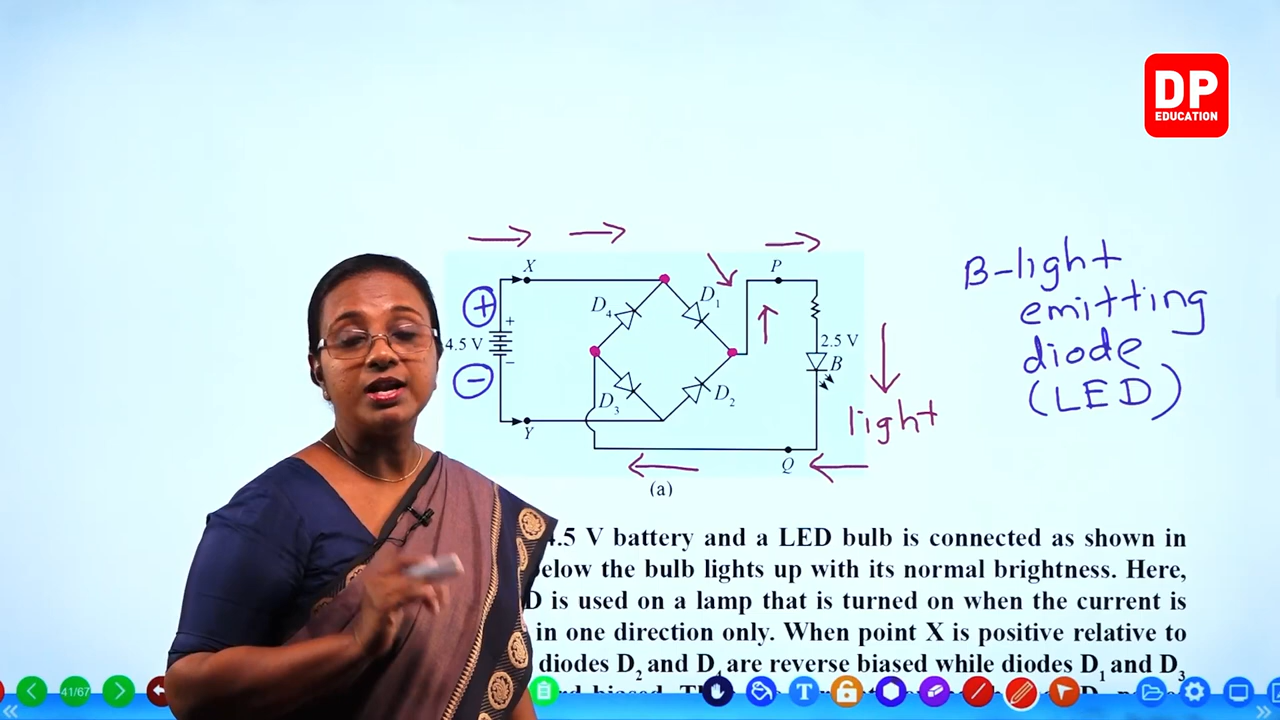 DP
EDUCATION
X
P
+
+
D4
D1
4.5 V
2.5 V
−
B
−
D3
D2
Y
Q
(a)
light
B-light
emitting
diode
(LED)
4.5 V battery and a LED bulb is connected as shown in
elow the bulb lights up with its normal brightness. Here,
D is used on a lamp that is turned on when the current is
in one direction only. When point X is positive relative to
diodes D2 and D4 are reverse biased while diodes D1 and D3
41/67
T